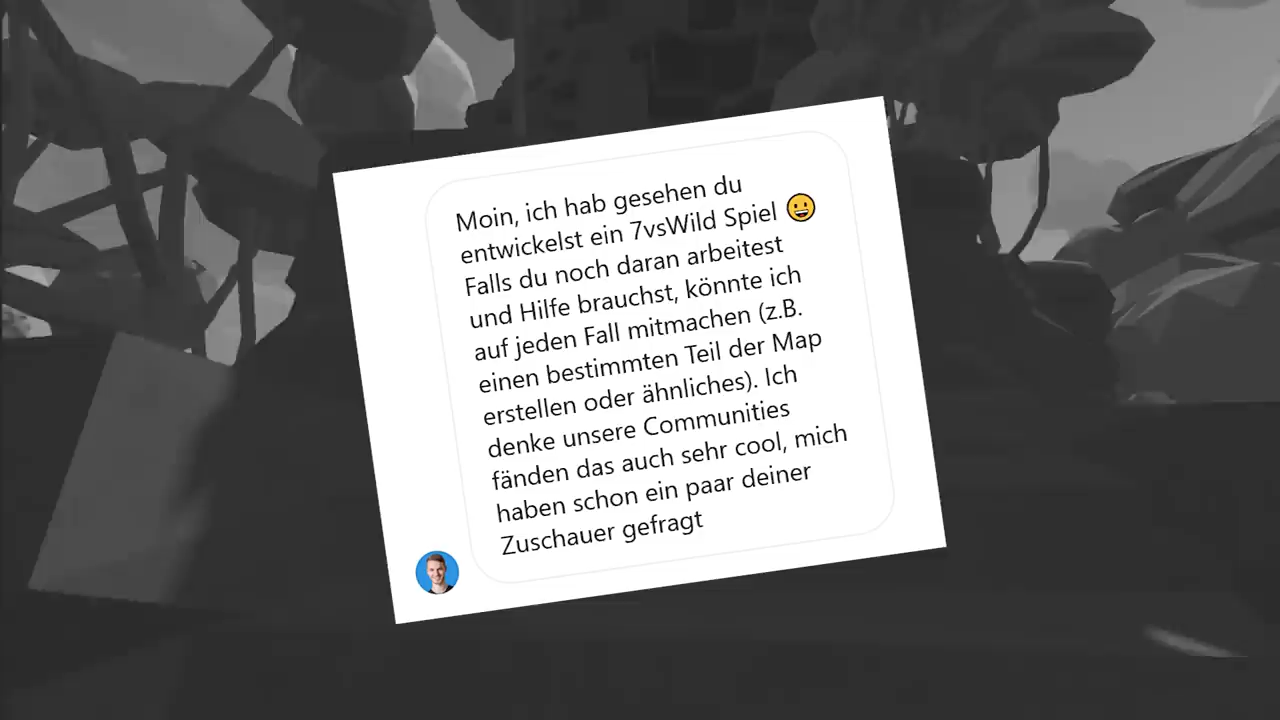 Moin, ich hab gesehen du
entwickelst ein 7vsWild Spiel 😀
Falls du noch daran arbeitest
und Hilfe brauchst, könnte ich
auf jeden Fall mitmachen (z.B.
einen bestimmten Teil der Map
erstellen oder ähnliches). Ich
denke unsere Communities
fänden das auch sehr cool, mich
haben schon ein paar deiner
Zuschauer gefragt